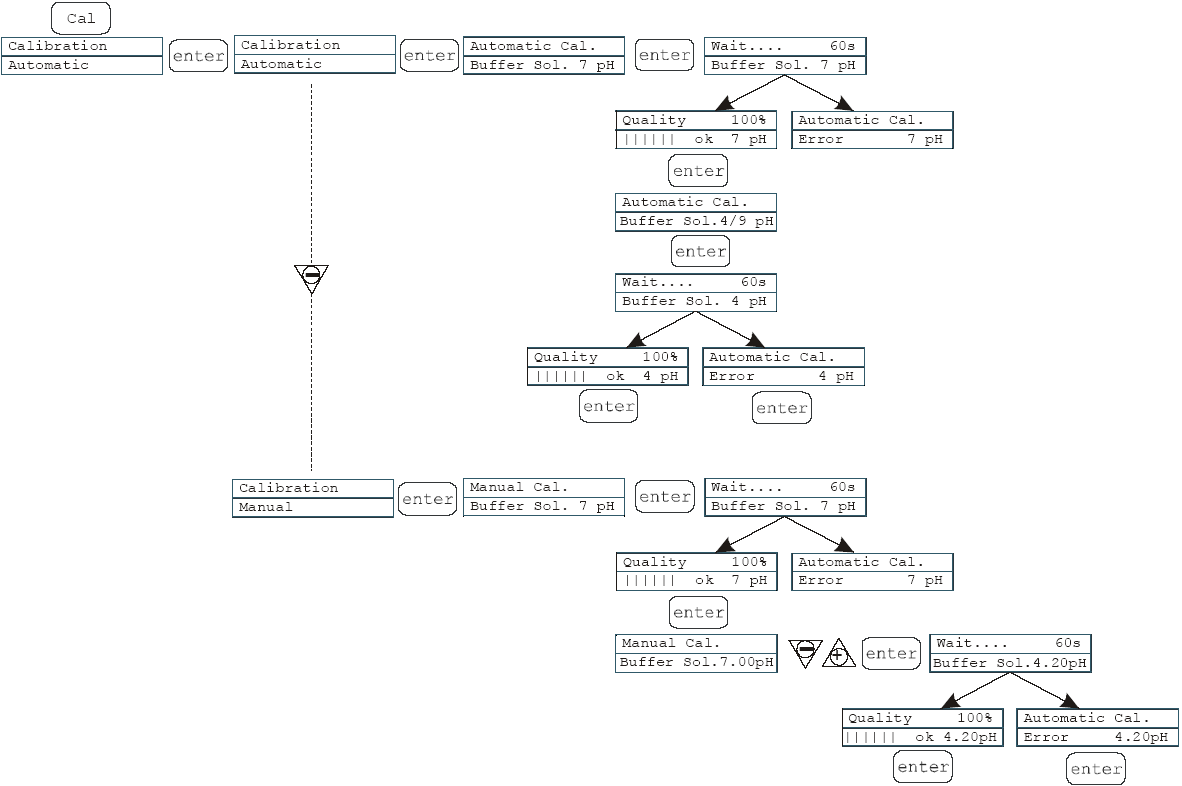 Cal
Calibration
Automatic
enter
Calibration
Automatic
enter
Automatic Cal.
Buffer Sol. 7 pH
enter
Wait.... 60s
Buffer Sol. 7 pH
Quality 100%
|||||| ok 7 pH
Automatic Cal.
Error 7 pH
enter
Automatic Cal.
Buffer Sol.4/9 pH
enter
Wait.... 60s
Buffer Sol. 4 pH
Quality 100%
|||||| ok 4 pH
Automatic Cal.
Error 4 pH
enter
enter
Calibration
Manual
enter
Manual Cal.
Buffer Sol. 7 pH
enter
Wait.... 60s
Buffer Sol. 7 pH
Quality 100%
|||||| ok 7 pH
Automatic Cal.
Error 7 pH
enter
Manual Cal.
Buffer Sol.7.00pH
enter
Wait.... 60s
Buffer Sol.4.20pH
Quality 100%
|||||| ok 4.20pH
Automatic Cal.
Error 4.20pH
enter
enter